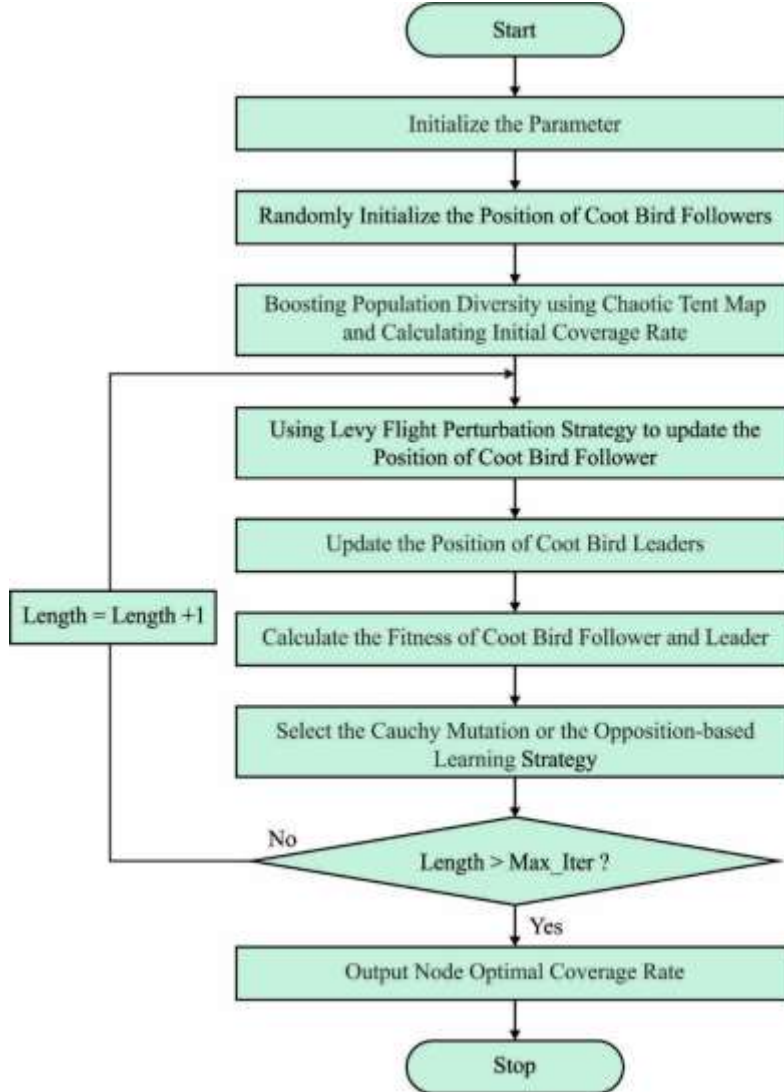 Start
Initialize the Parameter
Randomly Initialize the Position of Coot Bird Followers
Boosting Population Diversity using Chaotic Tent Map
and Calculating Initial Coverage Rate
Using Levy Flight Perturbation Strategy to update the
Position of Coot Bird Follower
Update the Position of Coot Bird Leaders
Length = Length +1
Calculate the Fitness of Coot Bird Follower and Leader
Select the Cauchy Mutation or the Opposition-based
Learning Strategy
No
Length > Max_Iter ?
Yes
Output Node Optimal Coverage Rate
Stop